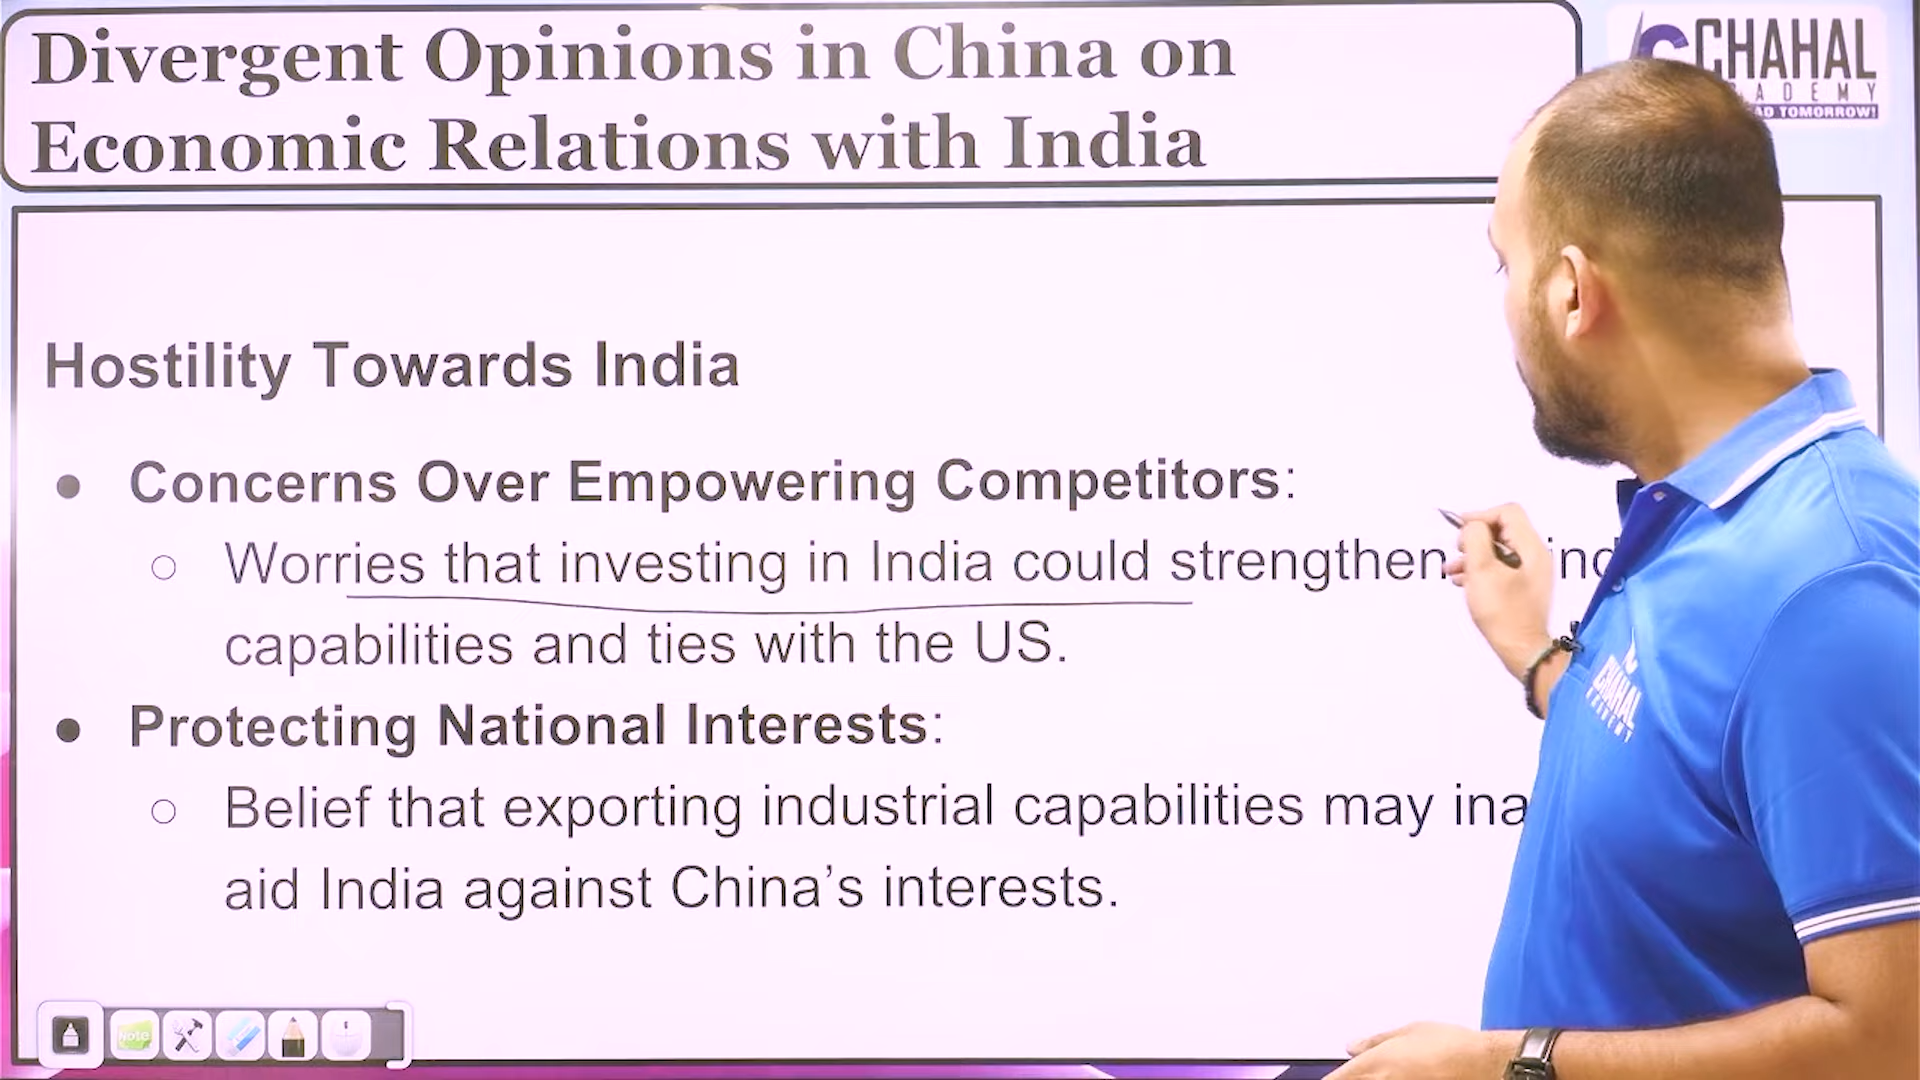 Divergent Opinions in China on
Economic Relations with India
CHAHAL
TOMORROW!
Hostility Towards India
● Concerns Over Empowering Competitors:
○ Worries that investing in India could strengthen
capabilities and ties with the US.
● Protecting National Interests:
○ Belief that exporting industrial capabilities may
aid India against China’s interests.
Note
CHAHAL